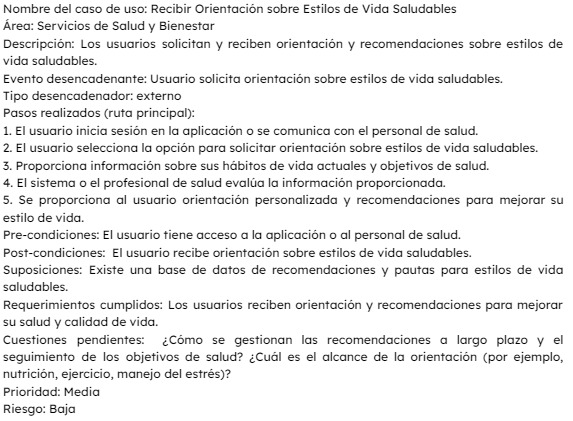 Nombre del caso de uso: Recibir Orientación sobre Estilos de Vida Saludables
Área: Servicios de Salud y Bienestar
Descripción: Los usuarios solicitan y reciben orientación y recomendaciones sobre estilos de
vida saludables.
Evento desencadenante: Usuario solicita orientación sobre estilos de vida saludables.
Tipo desencadenador: externo
Pasos realizados (ruta principal):
1. El usuario inicia sesión en la aplicación o se comunica con el personal de salud.
2. El usuario selecciona la opción para solicitar orientación sobre estilos de vida saludables.
3. Proporciona información sobre sus hábitos de vida actuales y objetivos de salud.
4. El sistema o el profesional de salud evalúa la información proporcionada.
5. Se proporciona al usuario orientación personalizada y recomendaciones para mejorar su
estilo de vida.
Pre-condiciones: El usuario tiene acceso a la aplicación o al personal de salud.
Post-condiciones: El usuario recibe orientación sobre estilos de vida saludables.
Suposiciones: Existe una base de datos de recomendaciones y pautas para estilos de vida
saludables.
Requerimientos cumplidos: Los usuarios reciben orientación y recomendaciones para mejorar
su salud y calidad de vida.
Cuestiones pendientes: ¿Cómo se gestionan las recomendaciones a largo plazo y el
seguimiento de los objetivos de salud? ¿Cuál es el alcance de la orientación (por ejemplo,
nutrición, ejercicio, manejo del estrés)?
Prioridad: Media
Riesgo: Baja